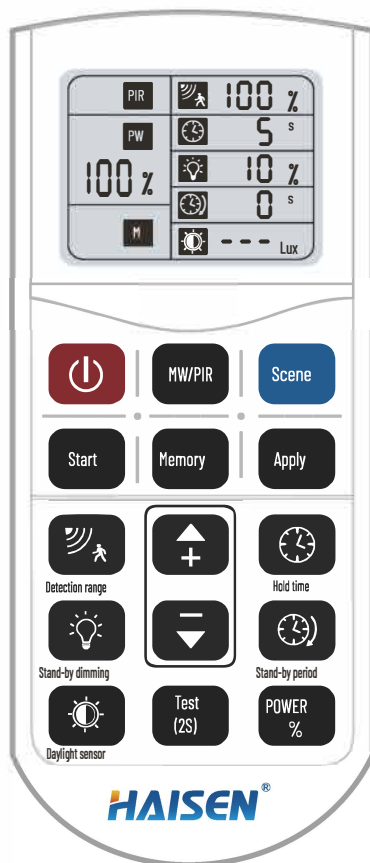 PIR
100 %
PW
5 s
100 %
10 %
0 s
M
--- Lux
MW/PIR
Scene
Start
Memory
Apply
+
Detection range
Hold time
−
Stand-by dimming
Stand-by period
Test
(2S)
POWER
%
Daylight sensor
HAISEN®